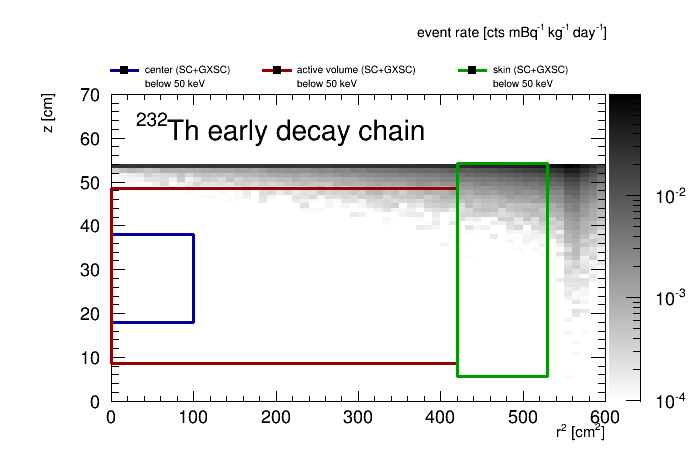 event rate [cts mBq⁻¹ kg⁻¹ day⁻¹]
center (SC+GXSC) below 50 keV
active volume (SC+GXSC) below 50 keV
skin (SC+GXSC) below 50 keV
z [cm]
²³²Th early decay chain
70
60
50
40
30
20
10
0
10⁻²
10⁻³
10⁻⁴
0 100 200 300 400 500 600
r² [cm²]